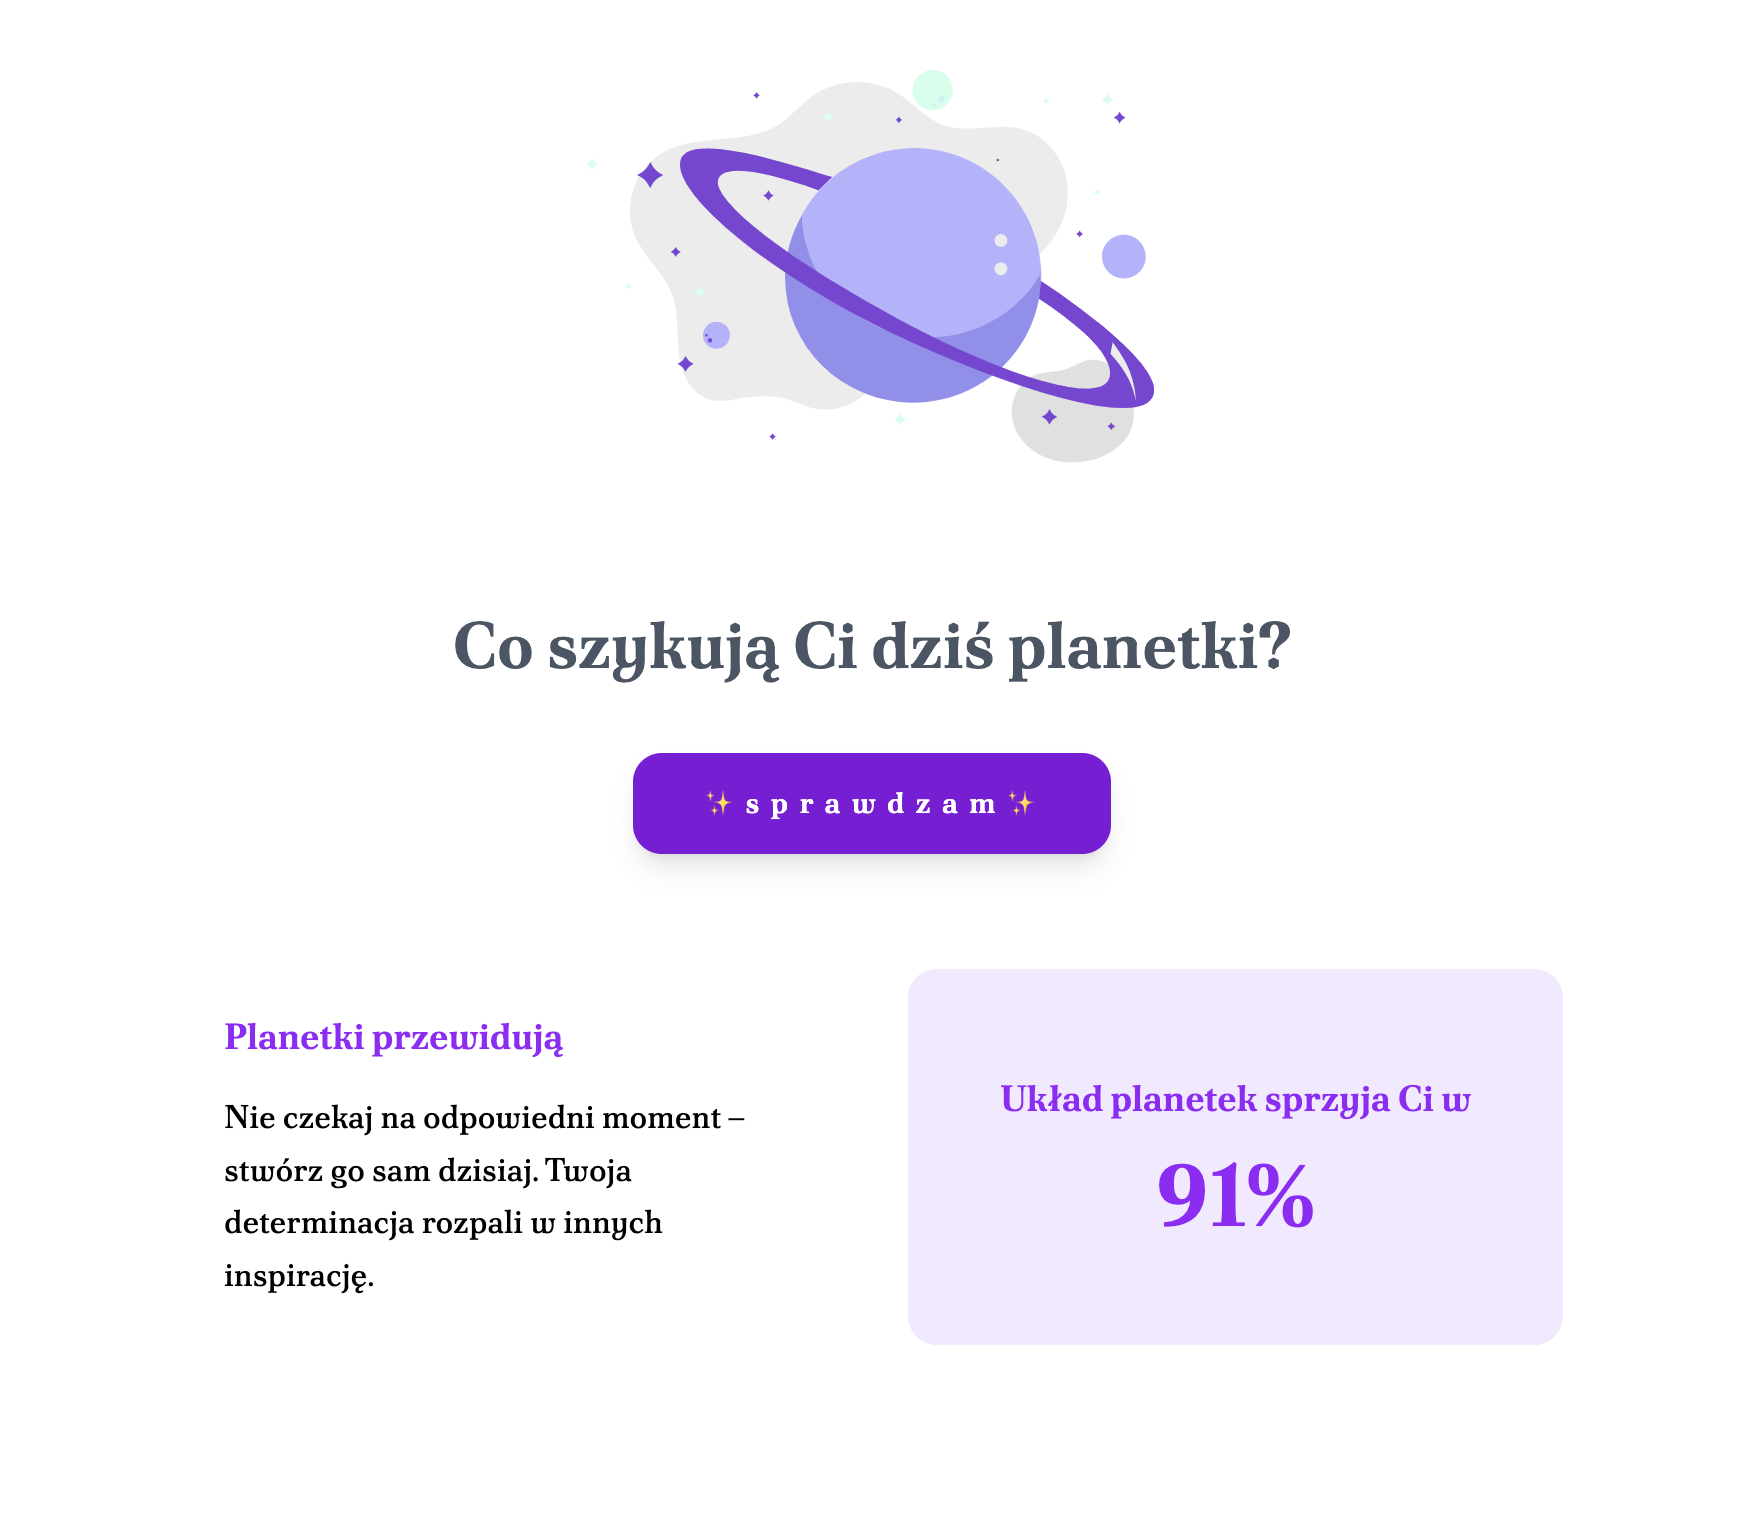 Co szykują Ci dziś planetki?
✨ sprawdzam ✨
Planetki przewidują
Nie czekaj na odpowiedni moment –
stwórz go sam dzisiaj. Twoja
determinacja rozpali w innych
inspirację.
Układ planetek sprzyja Ci w
91%